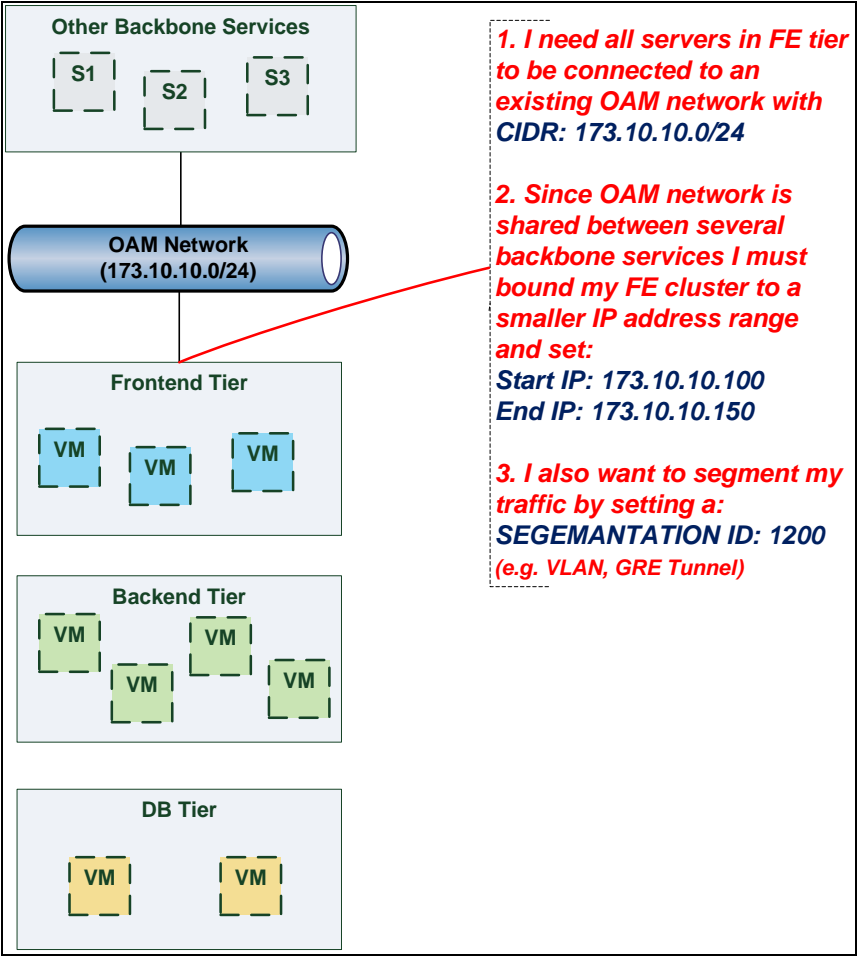 Other Backbone Services
S1
S2
S3
OAM Network
(173.10.10.0/24)
Frontend Tier
VM
VM
VM
Backend Tier
VM
VM
VM
VM
DB Tier
VM
VM
1. I need all servers in FE tier
to be connected to an
existing OAM network with
CIDR: 173.10.10.0/24
2. Since OAM network is
shared between several
backbone services I must
bound my FE cluster to a
smaller IP address range
and set:
Start IP: 173.10.10.100
End IP: 173.10.10.150
3. I also want to segment my
traffic by setting a:
SEGEMANTATION ID: 1200
(e.g. VLAN, GRE Tunnel)